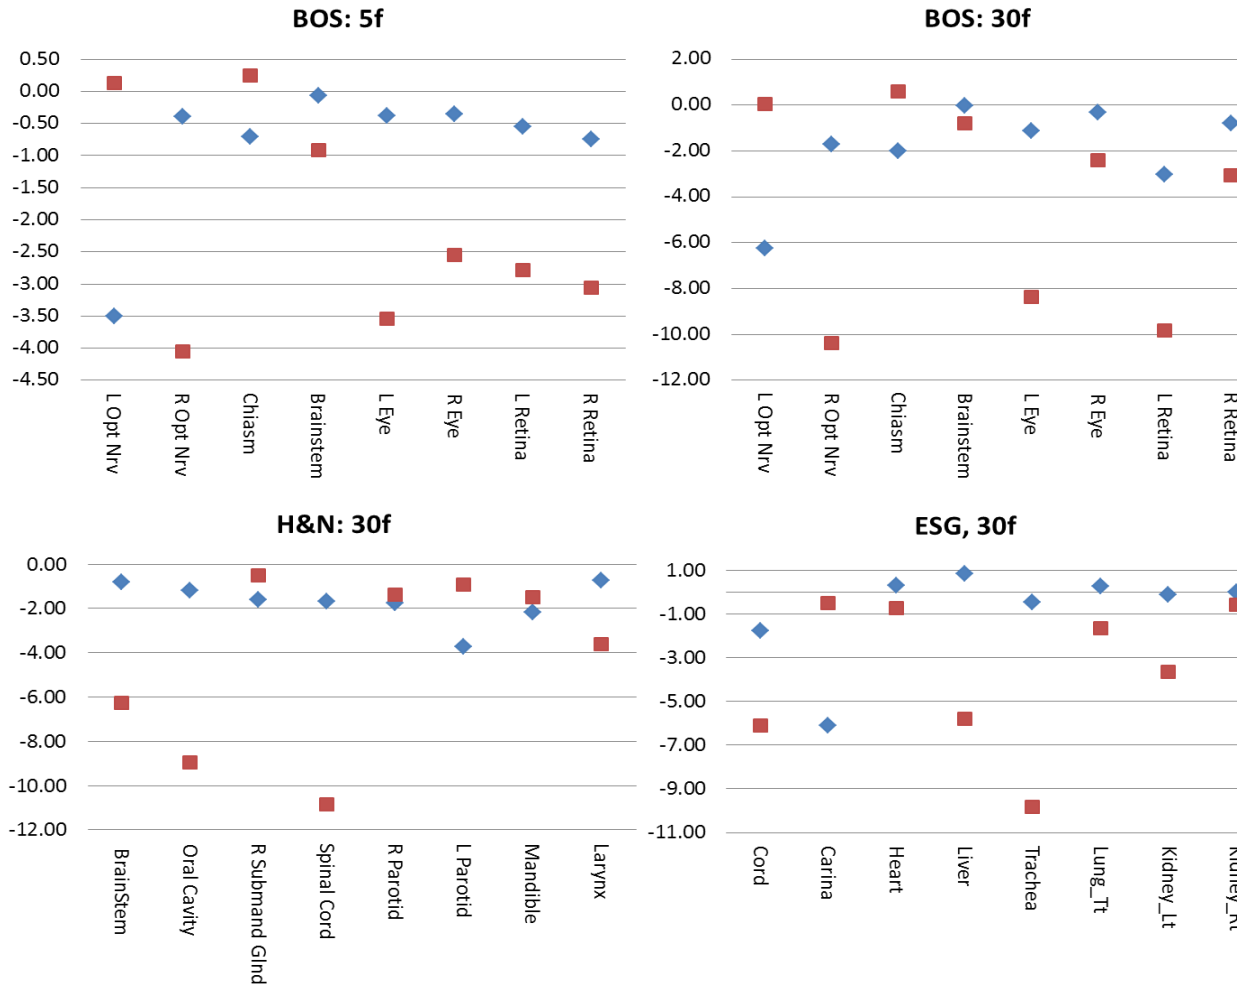 BOS: 5f
0.50
0.00
-0.50
-1.00
-1.50
-2.00
-2.50
-3.00
-3.50
-4.00
-4.50
L Opt Nrv
R Opt Nrv
Chiasm
Brainstem
L Eye
R Eye
L Retina
R Retina
BOS: 30f
2.00
0.00
-2.00
-4.00
-6.00
-8.00
-10.00
-12.00
L Opt Nrv
R Opt Nrv
Chiasm
Brainstem
L Eye
R Eye
L Retina
R Retina
H&N: 30f
0.00
-2.00
-4.00
-6.00
-8.00
-10.00
-12.00
BrainStem
Oral Cavity
R Submand Glnd
Spinal Cord
R Parotid
L Parotid
Mandible
Larynx
ESG, 30f
1.00
-1.00
-3.00
-5.00
-7.00
-9.00
-11.00
Cord
Carina
Heart
Liver
Trachea
Lung_Tt
Kidney_Lt
Kidney_Rt